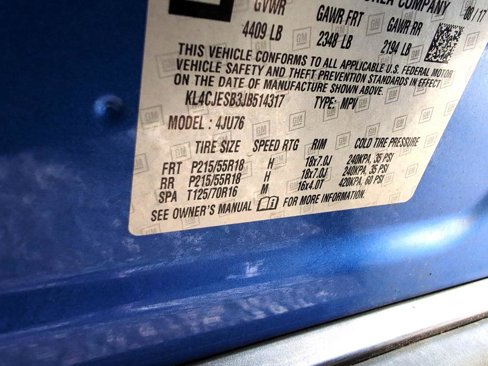 GVWR GAWR FRT GAWR RR
4409 LB 2348 LB 2194 LB
THIS VEHICLE CONFORMS TO ALL APPLICABLE U.S. FEDERAL
VEHICLE SAFETY AND THEFT PREVENTION STANDARDS IN EFFECT
ON THE DATE OF MANUFACTURE SHOWN ABOVE.
KL4CJESB3JB514317 TYPE: MPV
MODEL : 4JU76
TIRE SIZE SPEED RTG RIM COLD TIRE PRESSURE
FRT P215/55R18 H 18x7.0J 240KPA, 35 PSI
RR P215/55R18 H 18x7.0J 240KPA, 35 PSI
SPA T125/70R16 M 16x4.0T 420KPA, 60 PSI
SEE OWNER'S MANUAL FOR MORE INFORMATION.